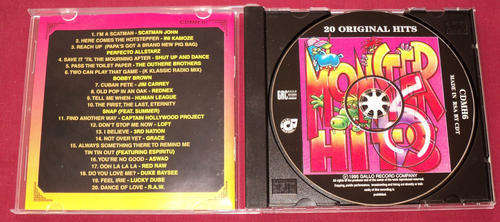 1. I'M A SCATMAN - SCATMAN JOHN
2. HERE COMES THE HOTSTEPPER - INI KAMOZE
3. REACH UP (PAPA'S GOT A BRAND NEW PIG BAG)
PERFECTO ALLSTARZ
4. SAVE IT 'TIL THE MOURNING AFTER - SHUT UP AND DANCE
5. PASS THE TOILET PAPER - THE OUTHERE BROTHERS
6. TWO CAN PLAY THAT GAME - (K KLASSIC RADIO MIX)
BOBBY BROWN
7. CUBAN PETE - JIM CARREY
8. OLD POP IN AN OAK - REDNEX
9. TELL ME WHEN - HUMAN LEAGUE
10. THE FIRST, THE LAST, ETERNITY
SNAP (FEAT. SUMMER)
11. FIND ANOTHER WAY - CAPTAIN HOLLYWOOD PROJECT
12. DON'T STOP ME NOW - LOFT
13. I BELIEVE - 3RD NATION
14. NOT OVER YET - GRACE
15. ALWAYS SOMETHING THERE TO REMIND ME
TIN TIN OUT (FEATURING ESPIRITU)
16. YOU'RE NO GOOD - ASWAD
17. OOH LA LA LA - RED RAW
18. DO YOU LOVE ME? - DUKE BAYSEE
19. FEEL IRIE - LUCKY DUBE
20. DANCE OF LOVE - R.A.W.
20 ORIGINAL HITS
MONSTER
HITS
5
CDM116
MADE IN RSA BY CDT
©1995 GALLO RECORD COMPANY